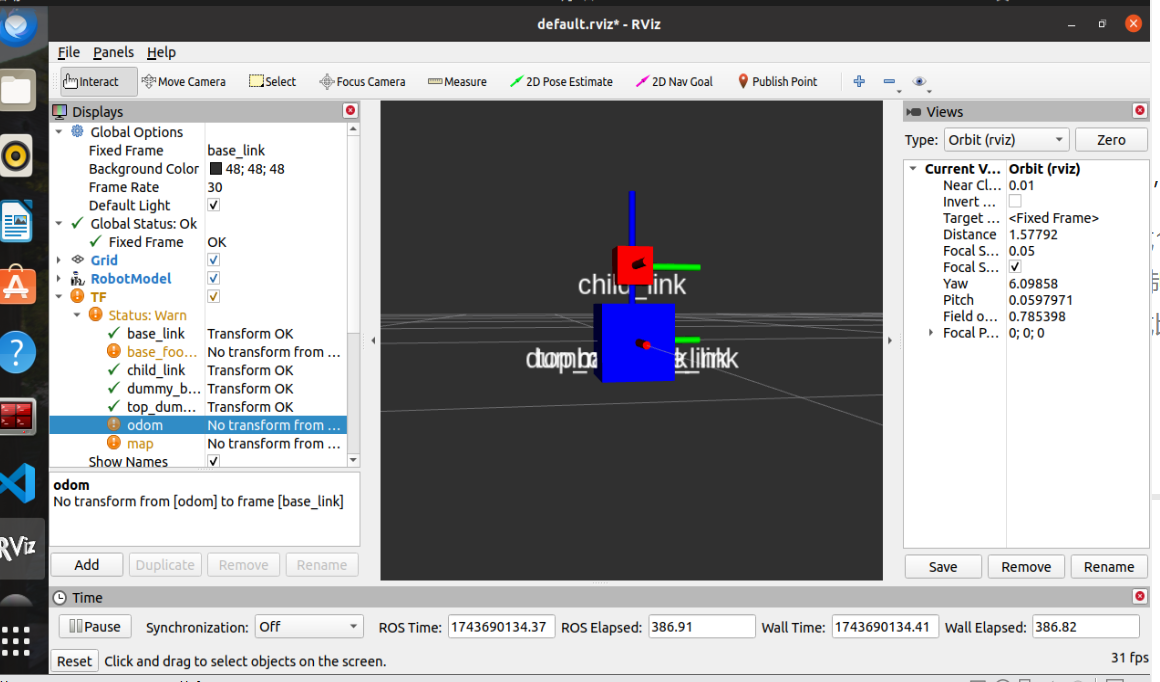 default.rviz* - RViz
File Panels Help
Interact Move Camera Select Focus Camera Measure 2D Pose Estimate 2D Nav Goal Publish Point
Displays
Global Options
Fixed Frame base_link
Background Color 48; 48; 48
Frame Rate 30
Default Light
Global Status: Ok
Fixed Frame OK
Grid
RobotModel
TF
Status: Warn
base_link Transform OK
base_foo... No transform from ...
child_link Transform OK
dummy_b... Transform OK
top_dum... Transform OK
odom No transform from ...
map No transform from ...
Show Names
odom
No transform from [odom] to frame [base_link]
Add Duplicate Remove Rename
child_link
Views
Type: Orbit (rviz) Zero
Current V... Orbit (rviz)
Near Cl... 0.01
Invert ...
Target ... <Fixed Frame>
Distance 1.57792
Focal S... 0.05
Focal S...
Yaw 6.09858
Pitch 0.0597971
Field o... 0.785398
Focal P... 0; 0; 0
Save Remove Rename
RViz
Time
Pause Synchronization: Off ROS Time: 1743690134.37 ROS Elapsed: 386.91 Wall Time: 1743690134.41 Wall Elapsed: 386.82
Reset Click and drag to select objects on the screen. 31 fps